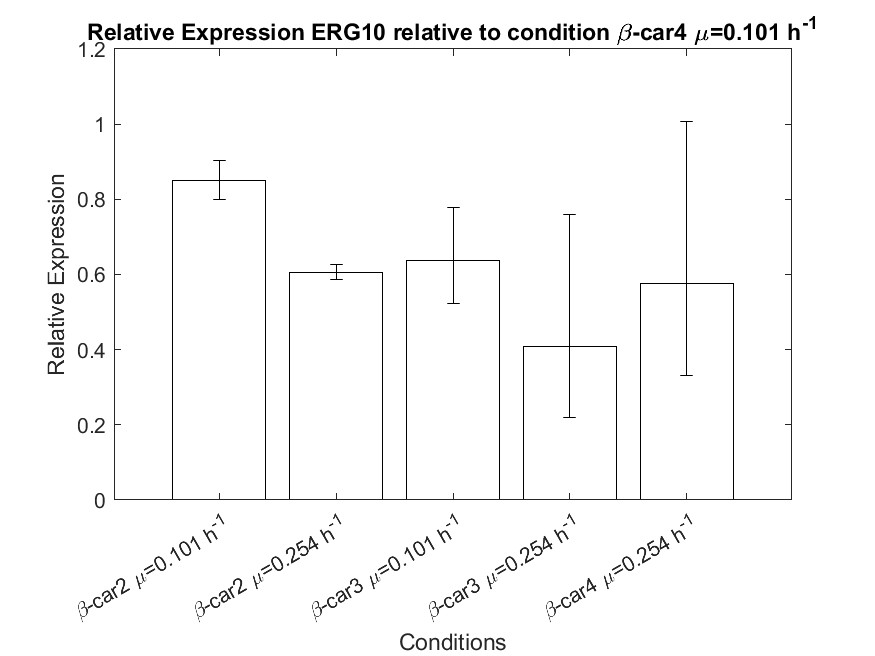 Relative Expression ERG10 relative to condition β-car4 μ=0.101 h⁻¹
1.2
1
0.8
0.6
0.4
0.2
0
Relative Expression
β-car2 μ=0.101 h⁻¹
β-car2 μ=0.254 h⁻¹
β-car3 μ=0.101 h⁻¹
β-car3 μ=0.254 h⁻¹
β-car4 μ=0.254 h⁻¹
Conditions